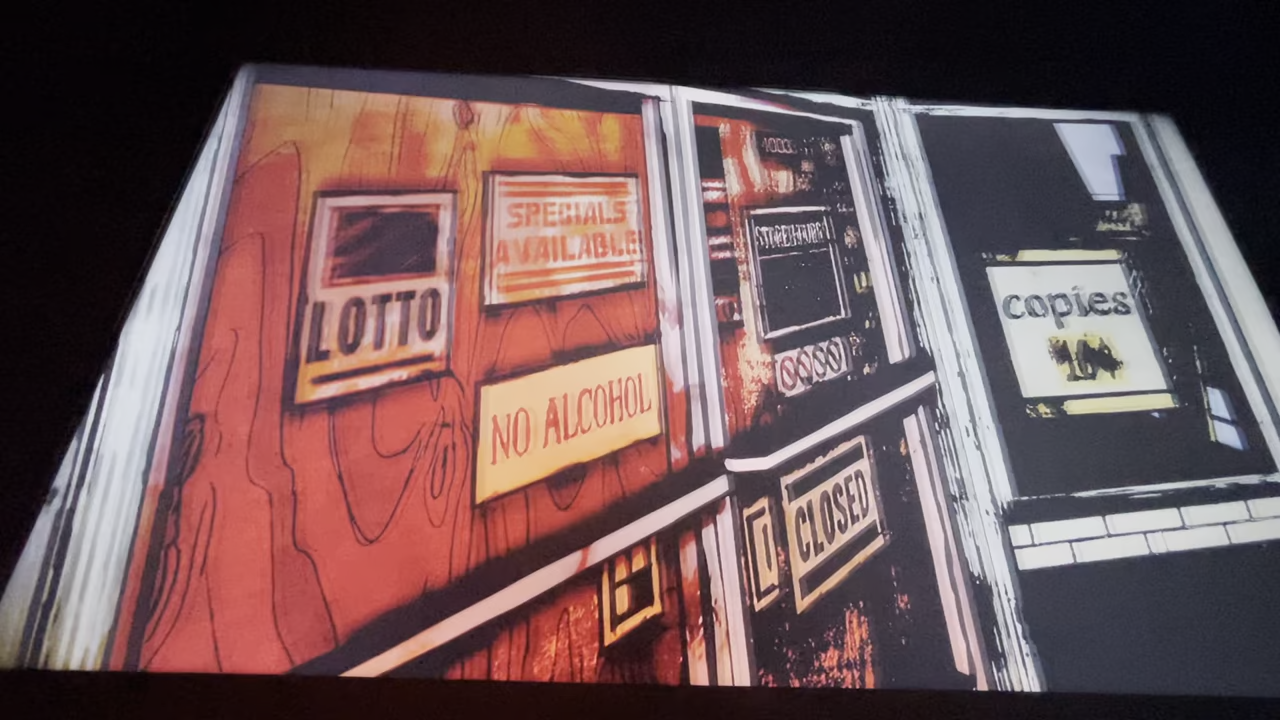 LOTTO
SPECIALS
AVAILABLE
NO ALCOHOL
CLOSED
copies